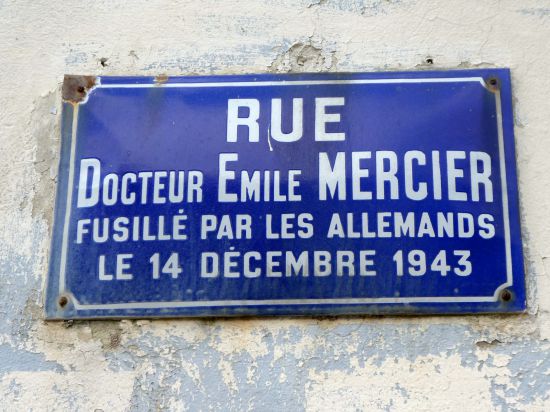 RUE
DOCTEUR EMILE MERCIER
FUSILLÉ PAR LES ALLEMANDS
LE 14 DÉCEMBRE 1943